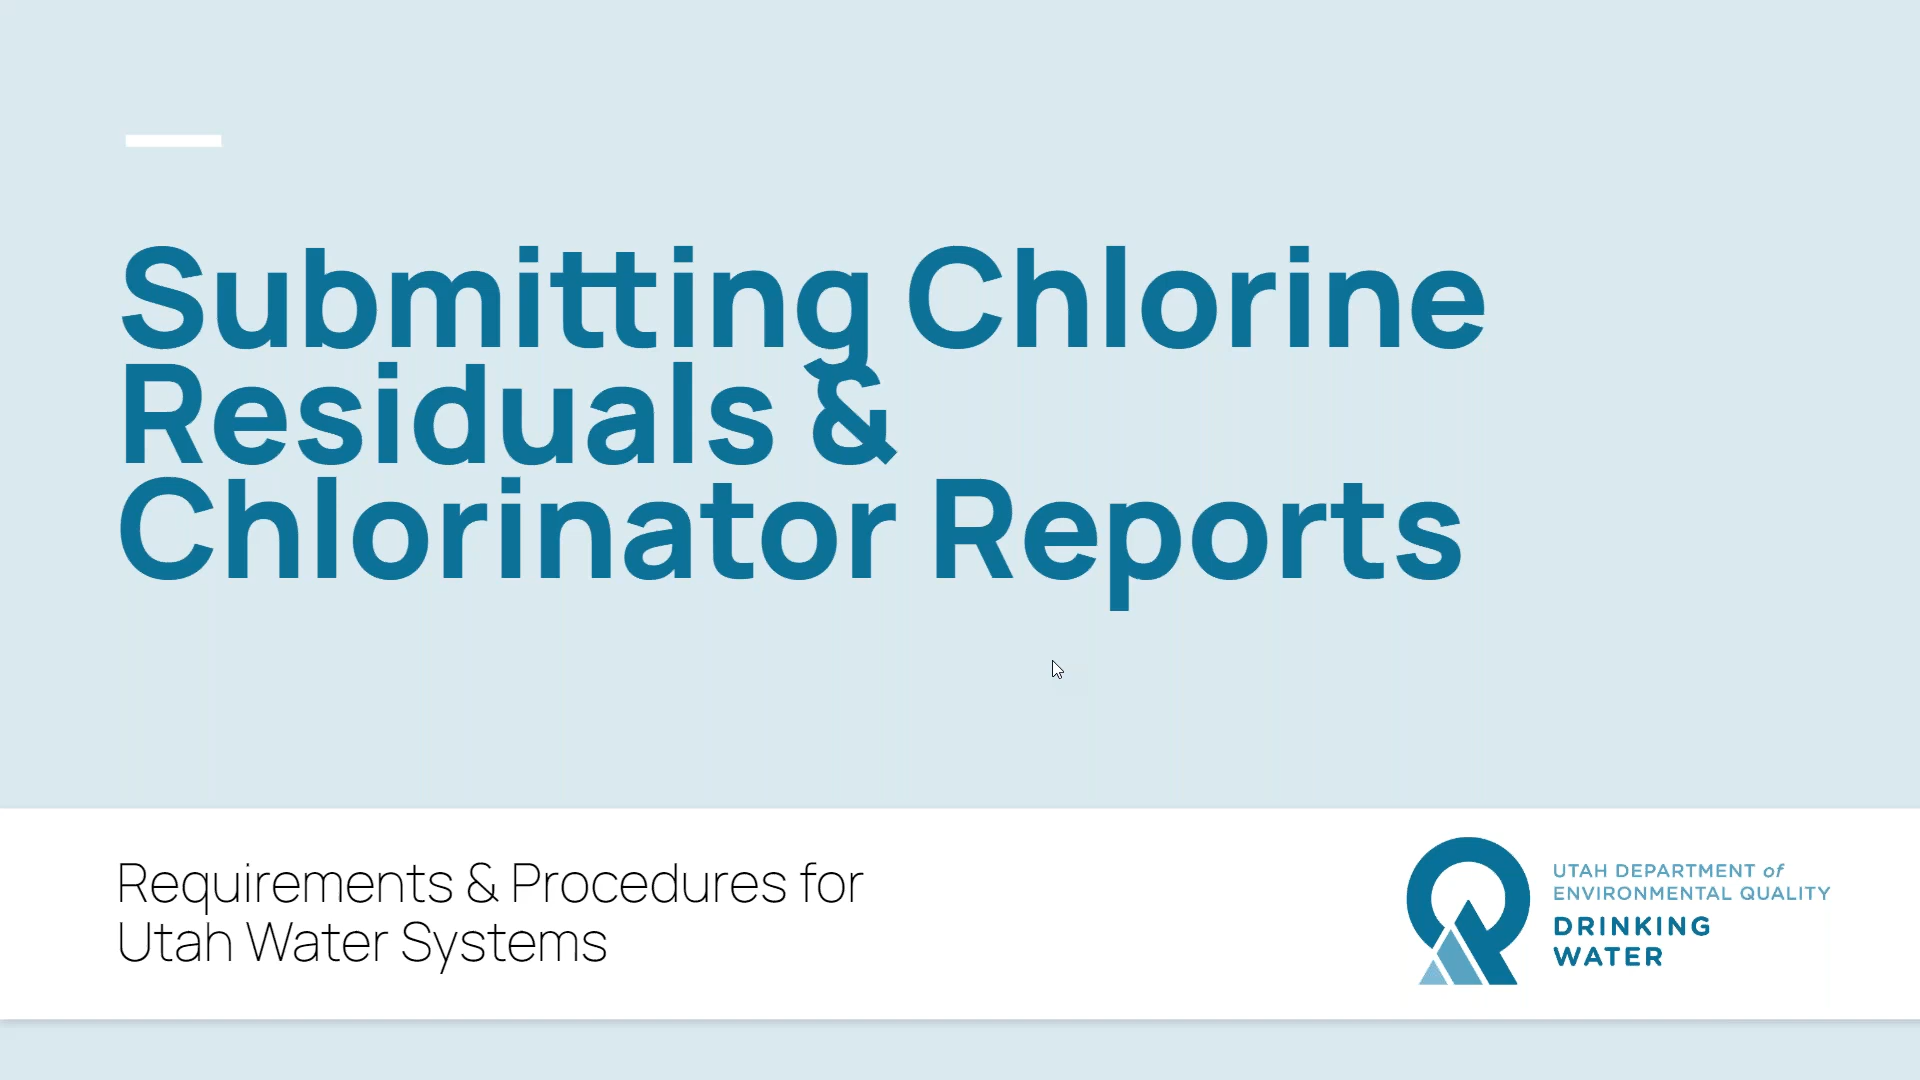 Submitting Chlorine
Residuals &
Chlorinator Reports
Requirements & Procedures for
Utah Water Systems
UTAH DEPARTMENT of
ENVIRONMENTAL QUALITY
DRINKING
WATER